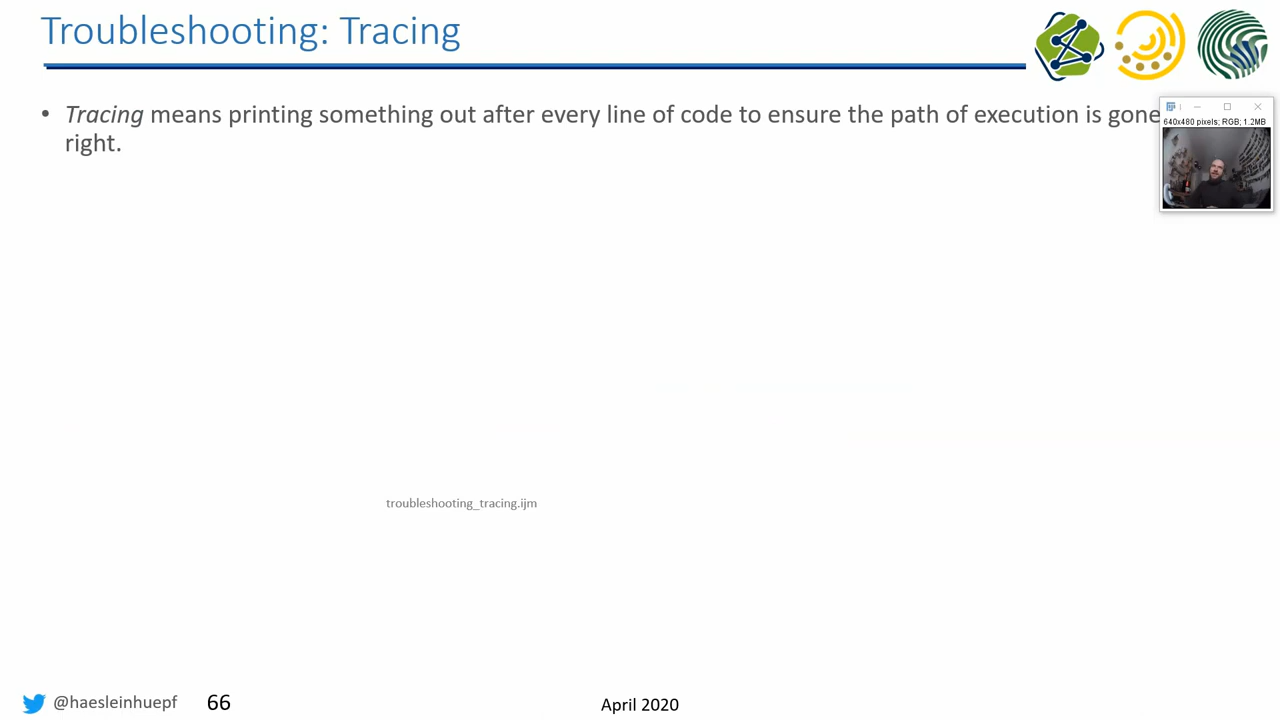 Troubleshooting: Tracing
• Tracing means printing something out after every line of code to ensure the path of execution is gone
right.
640x480 pixels; RGB; 1.2MB
troubleshooting_tracing.ijm
@haesleinhuepf 66 April 2020